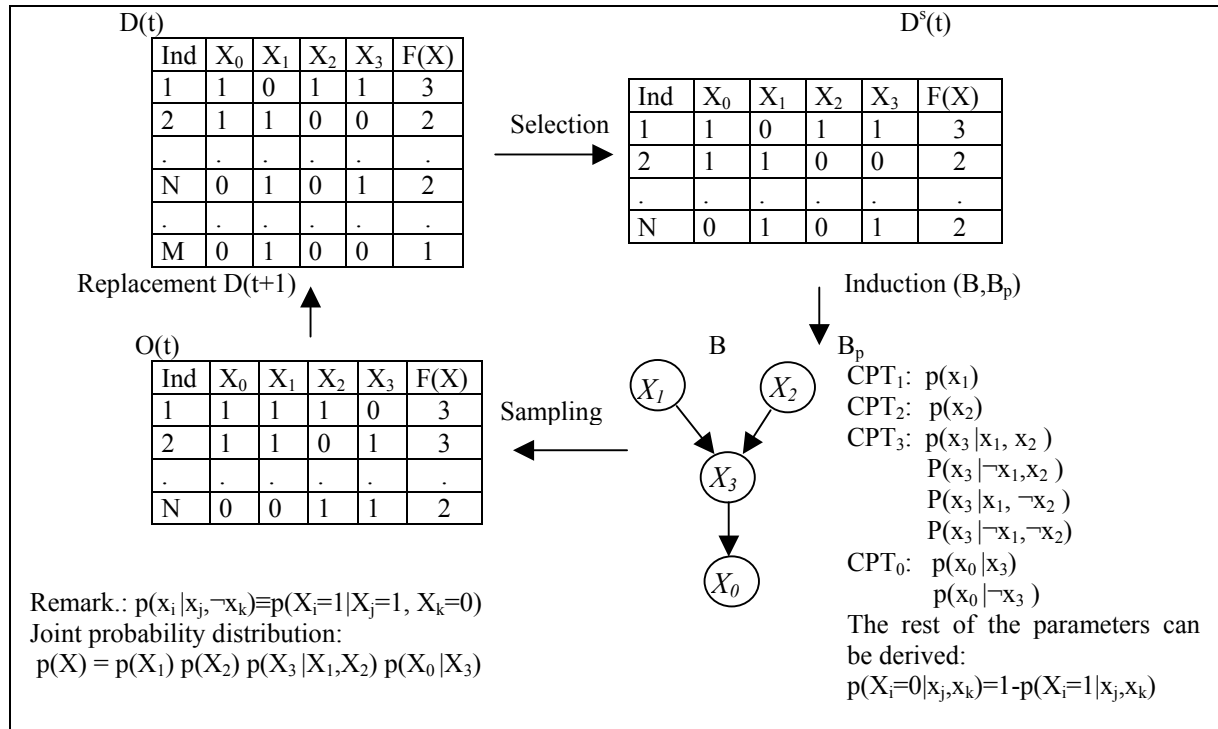 D(t)
Ind X₀ X₁ X₂ X₃ F(X)
1 1 0 1 1 3
2 1 1 0 0 2
. . . . . .
N 0 1 0 1 2
. . . . . .
M 0 1 0 0 1
Selection
Dˢ(t)
Ind X₀ X₁ X₂ X₃ F(X)
1 1 0 1 1 3
2 1 1 0 0 2
. . . . . .
N 0 1 0 1 2
Replacement D(t+1)
Induction (B,Bₚ)
O(t)
Ind X₀ X₁ X₂ X₃ F(X)
1 1 1 1 0 3
2 1 1 0 1 3
. . . . . .
N 0 0 1 1 2
Sampling
B
X₁ X₂
X₃
X₀
Bₚ
CPT₁: p(x₁)
CPT₂: p(x₂)
CPT₃: p(x₃|x₁, x₂ )
P(x₃|¬x₁,x₂ )
P(x₃|x₁, ¬x₂ )
P(x₃|¬x₁,¬x₂)
CPT₀: p(x₀|x₃)
p(x₀|¬x₃ )
The rest of the parameters can
be derived:
p(Xᵢ=0|xⱼ,xₖ)=1-p(Xᵢ=1|xⱼ,xₖ)
Remark.: p(xᵢ|xⱼ,¬xₖ)≡p(Xᵢ=1|Xⱼ=1, Xₖ=0)
Joint probability distribution:
p(X) = p(X₁) p(X₂) p(X₃|X₁,X₂) p(X₀|X₃)